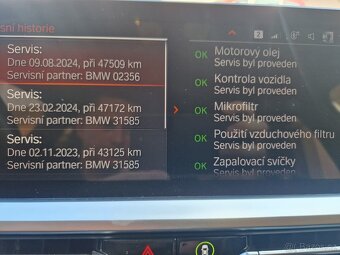 sní historie
2
Servis:
Dne 09.08.2024, při 47509 km
Servisní partner: BMW 02356
Servis:
Dne 23.02.2024, při 47172 km
Servisní partner: BMW 31585
Servis:
Dne 02.11.2023, při 43125 km
Servisní partner: BMW 31585
OK Motorový olej
Servis byl proveden
OK Kontrola vozidla
Servis byl proveden
OK Mikrofiltr
Servis byl proveden
OK Použití vzduchového filtru
Servis byl proveden
OK Zapalovací svíčky
Servis byl proveden